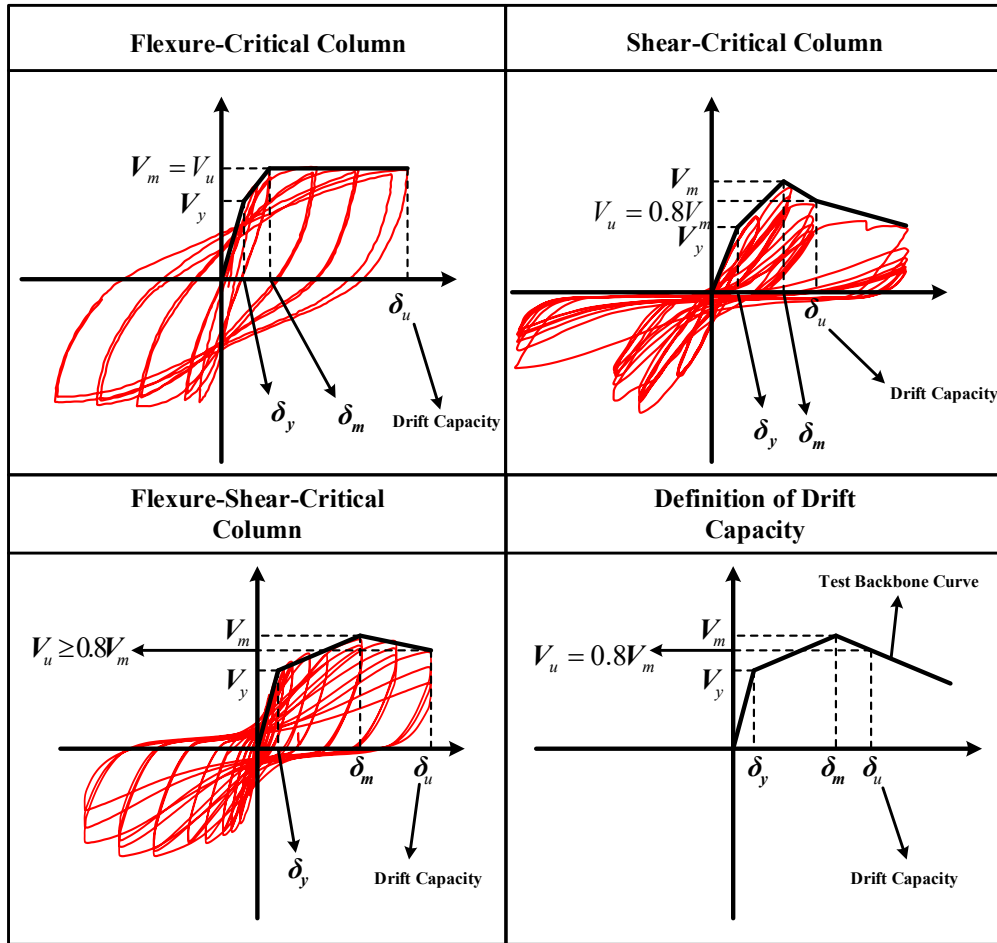 Flexure-Critical Column
V_m = V_u
V_y
δ_u
δ_y
δ_m
Drift Capacity
Shear-Critical Column
V_m
V_u = 0.8V_m
V_y
δ_u
Drift Capacity
δ_y
δ_m
Flexure-Shear-Critical
Column
V_m
V_u ≥ 0.8V_m
V_y
δ_m
δ_u
δ_y
Drift Capacity
Definition of Drift
Capacity
Test Backbone Curve
V_m
V_u = 0.8V_m
V_y
δ_y
δ_m
δ_u
Drift Capacity